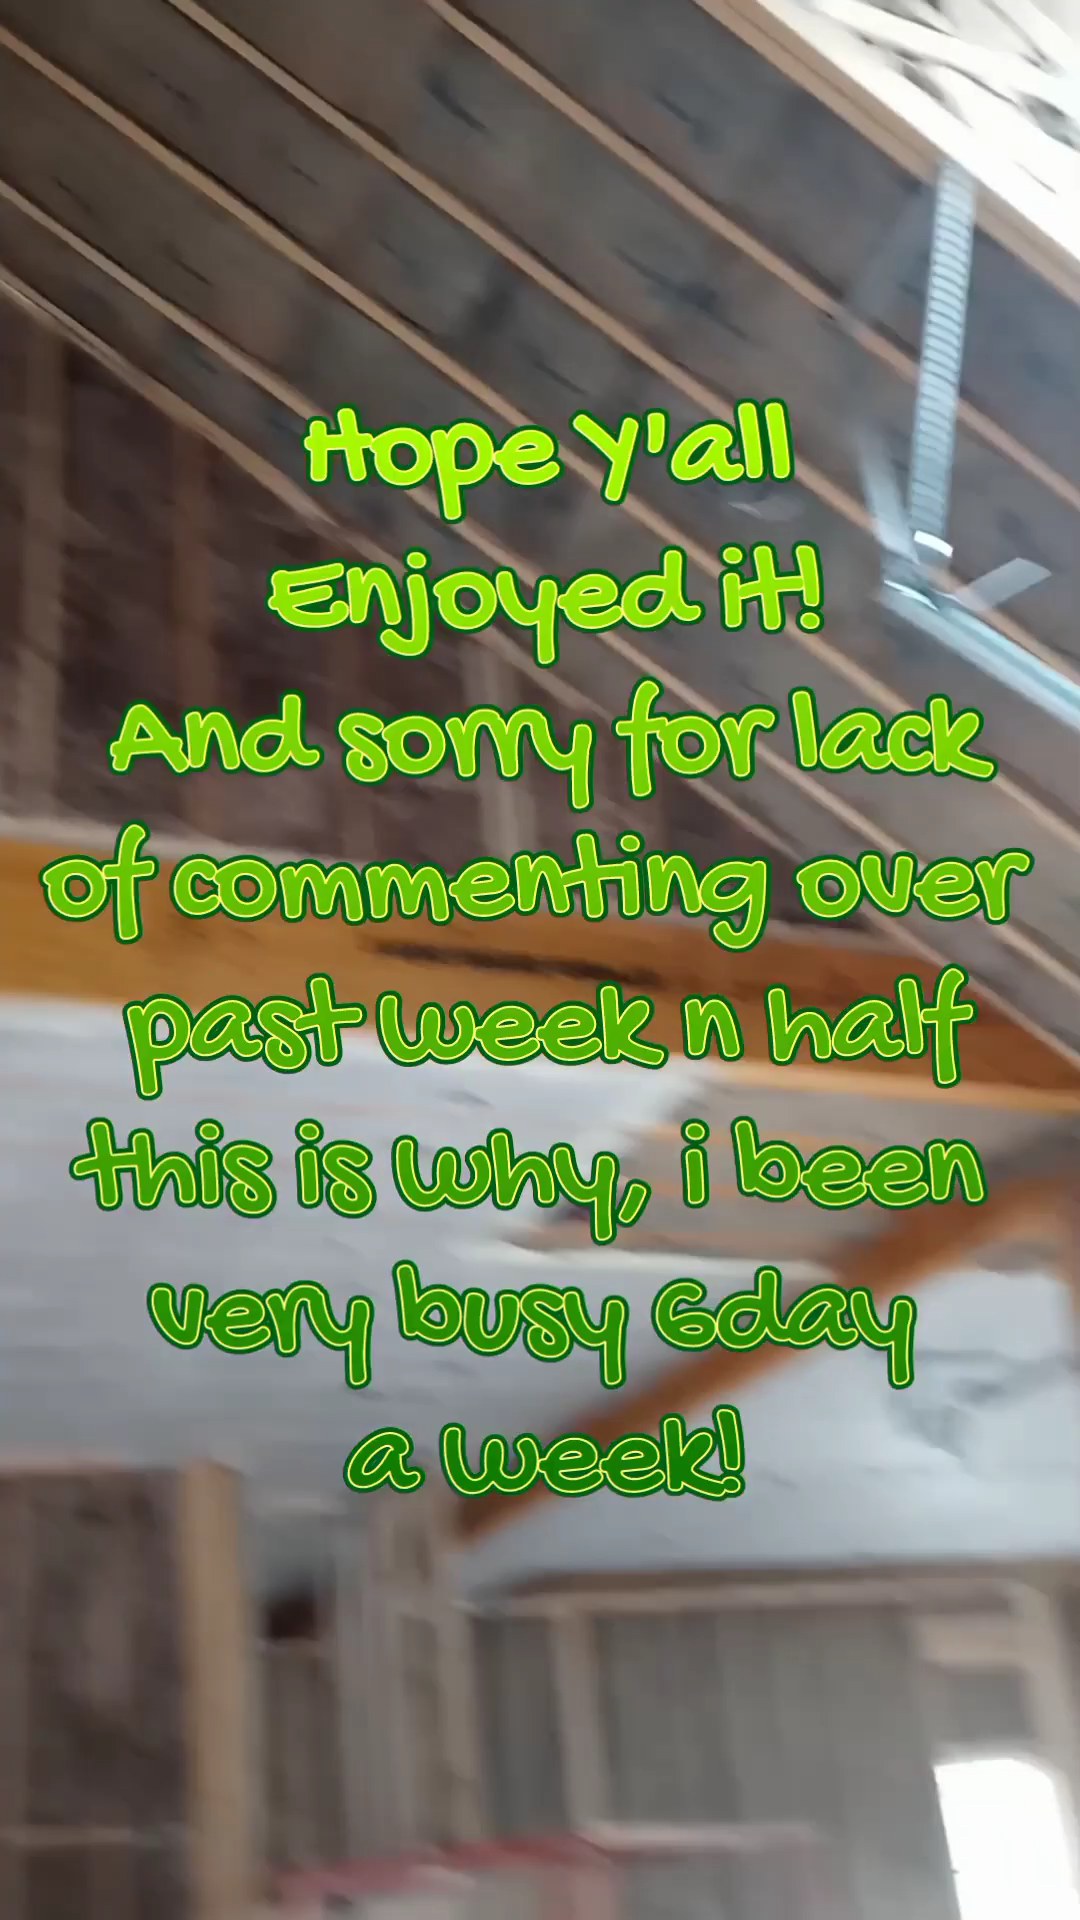 Hope Y'all
Enjoyed it!
And sorry for lack
of commenting over
past week n half
this is why, i been
very busy 6day
a week!